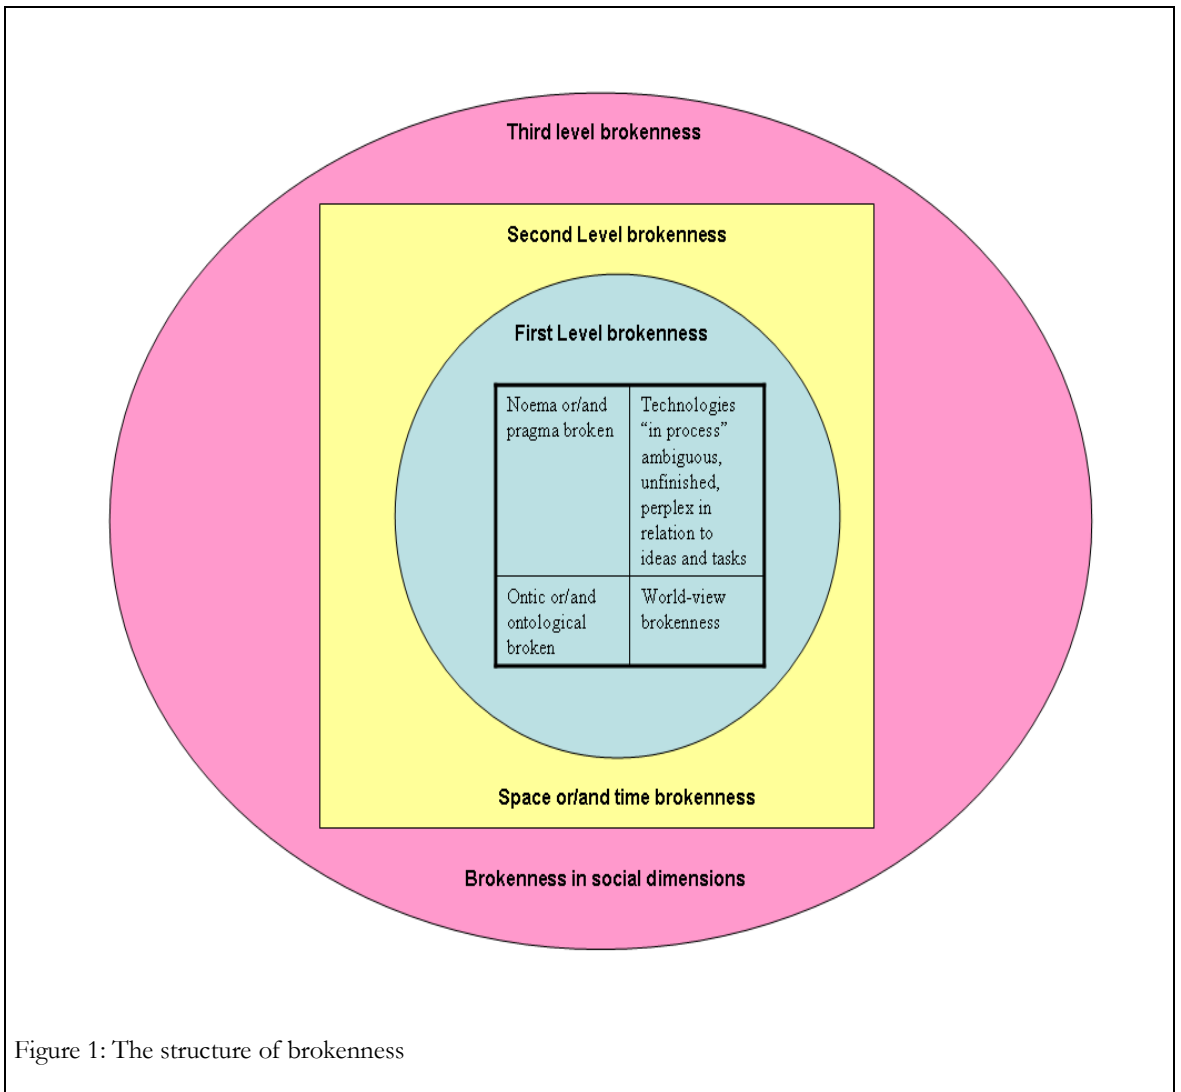 Third level brokenness
Second Level brokenness
First Level brokenness
Noema or/and
pragma broken
Technologies
“in process”
ambiguous,
unfinished,
perplex in
relation to
ideas and tasks
Ontic or/and
ontological
broken
World-view
brokenness
Space or/and time brokenness
Brokenness in social dimensions
Figure 1: The structure of brokenness